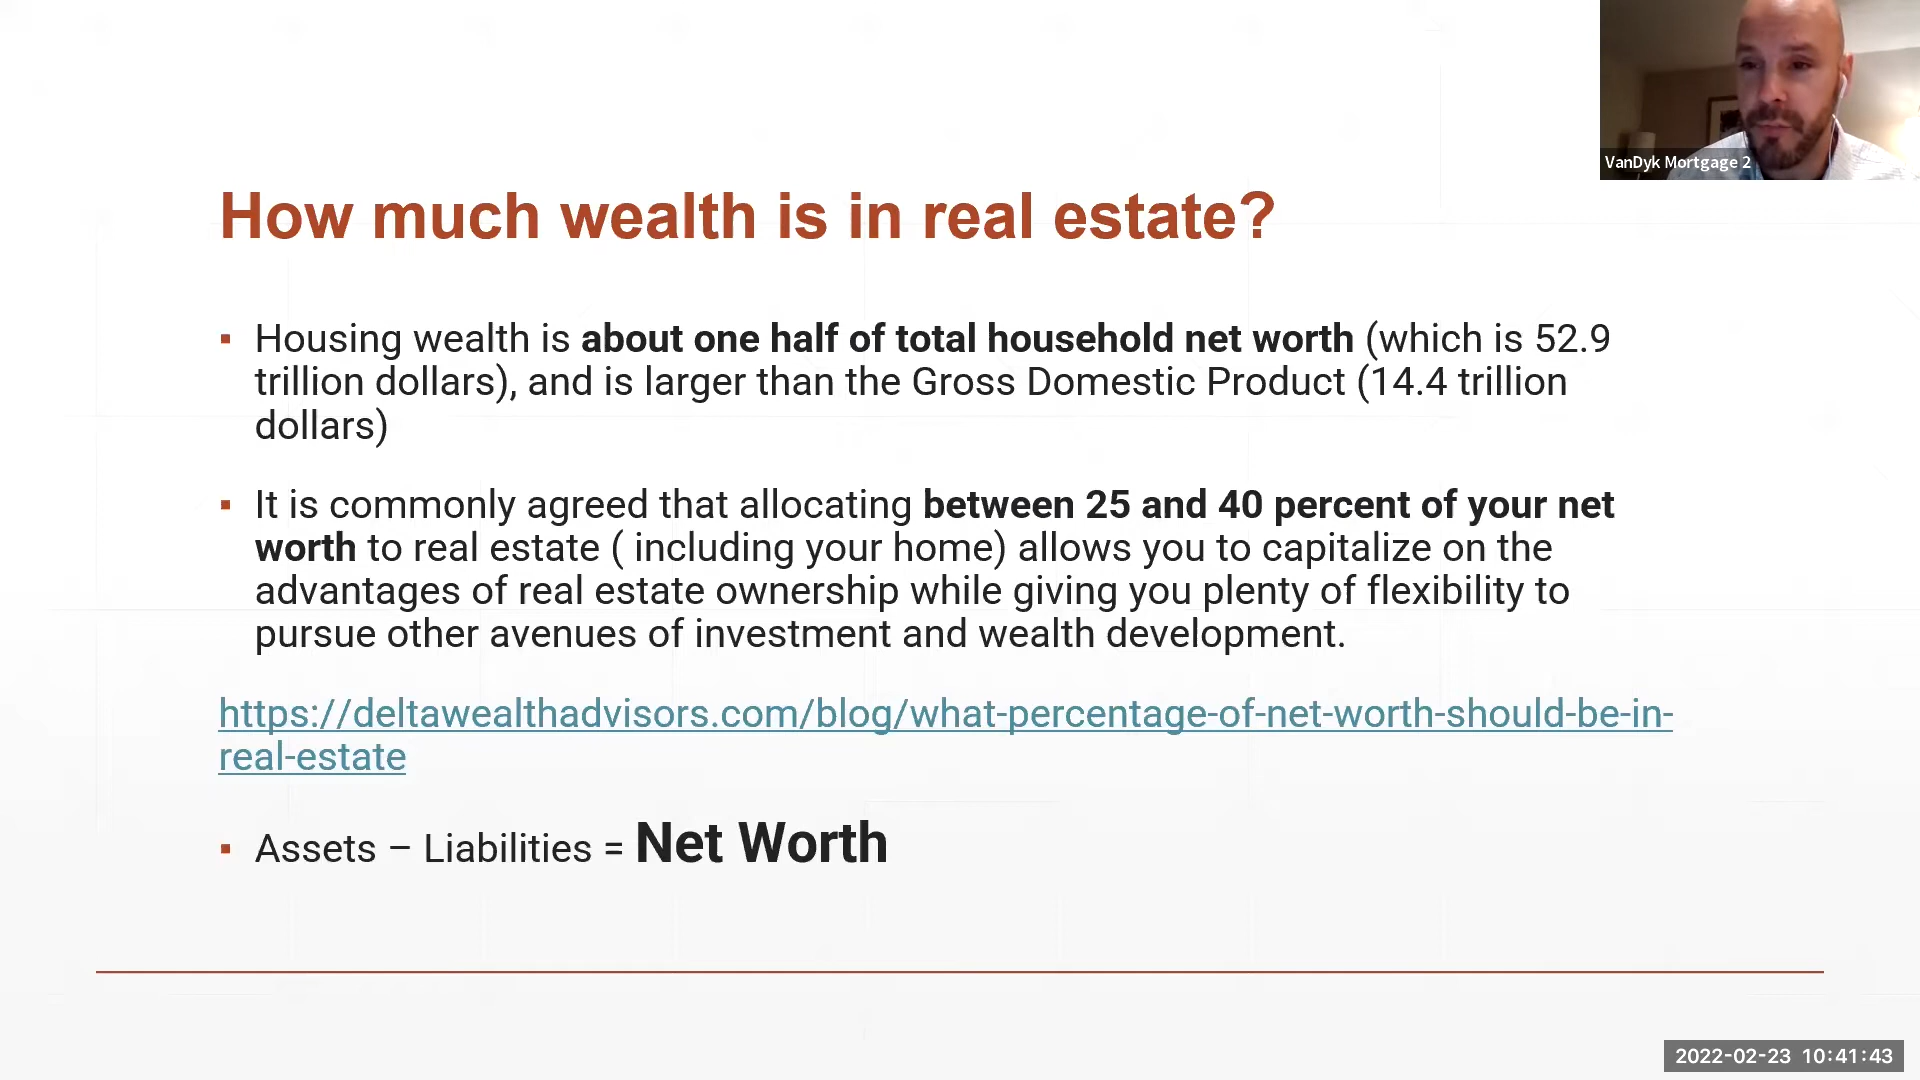 VanDyk Mortgage 2
How much wealth is in real estate?
▪ Housing wealth is about one half of total household net worth (which is 52.9
trillion dollars), and is larger than the Gross Domestic Product (14.4 trillion
dollars)
▪ It is commonly agreed that allocating between 25 and 40 percent of your net
worth to real estate ( including your home) allows you to capitalize on the
advantages of real estate ownership while giving you plenty of flexibility to
pursue other avenues of investment and wealth development.
https://deltawealthadvisors.com/blog/what-percentage-of-net-worth-should-be-in-
real-estate
▪ Assets – Liabilities = Net Worth
2022-02-23 10:41:43